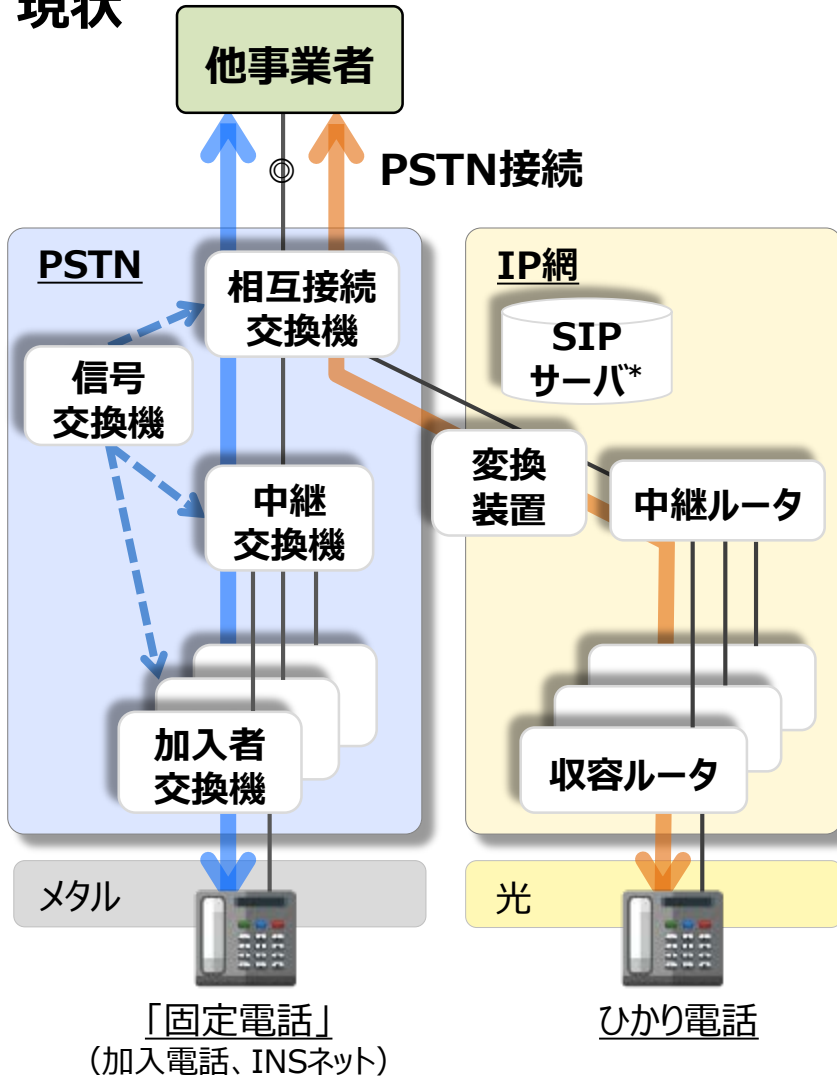 現状
他事業者
◎
PSTN接続
PSTN
相互接続
交換機
信号
交換機
中継
交換機
加入者
交換機
IP網
SIP
サーバ*
変換
装置
中継ルータ
収容ルータ
メタル
光
「固定電話」
（加入電話、INSネット）
ひかり電話